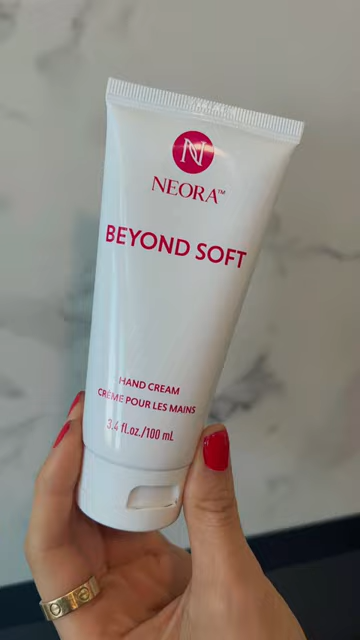 N
NEORA™
BEYOND SOFT
HAND CREAM
CRÈME POUR LES MAINS
3.4 fl.oz./100 mL